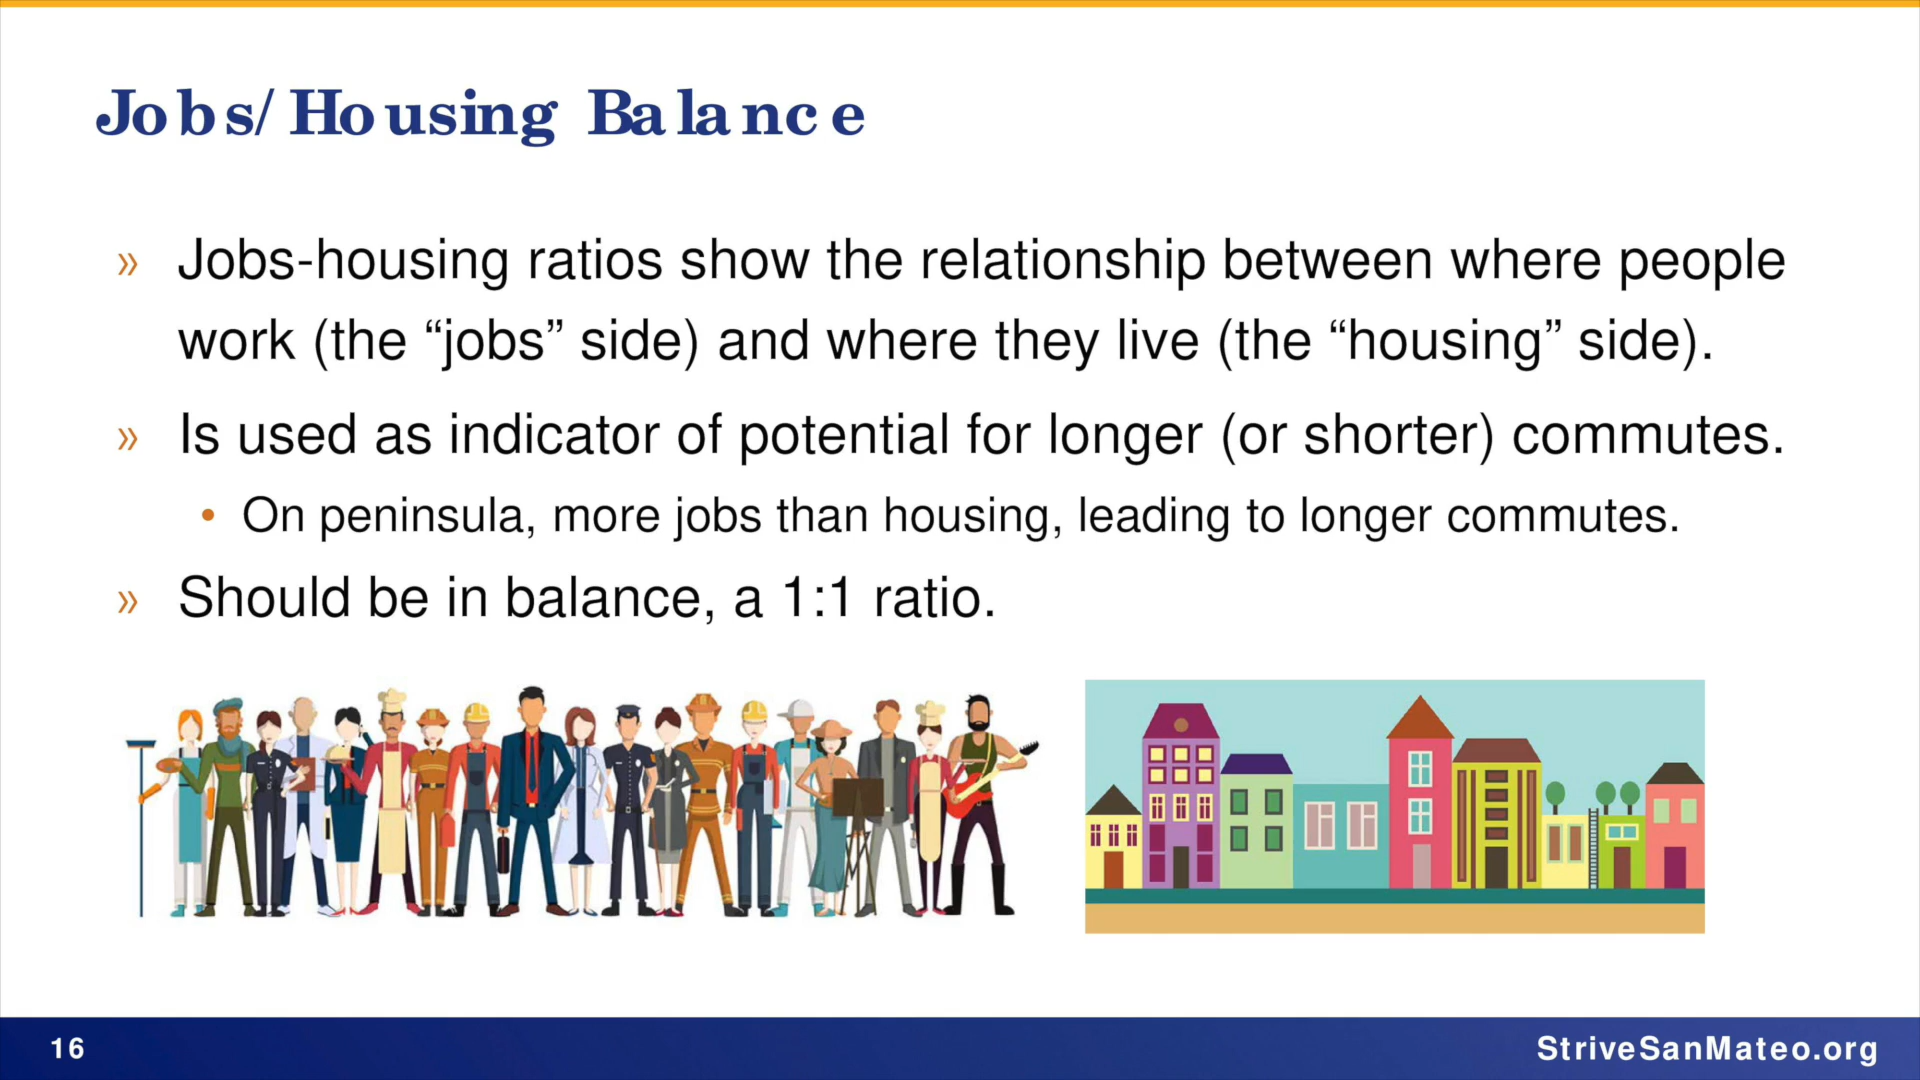 Jobs/Housing Balance
» Jobs-housing ratios show the relationship between where people
work (the “jobs” side) and where they live (the “housing” side).
» Is used as indicator of potential for longer (or shorter) commutes.
• On peninsula, more jobs than housing, leading to longer commutes.
» Should be in balance, a 1:1 ratio.
16
StriveSanMateo.org